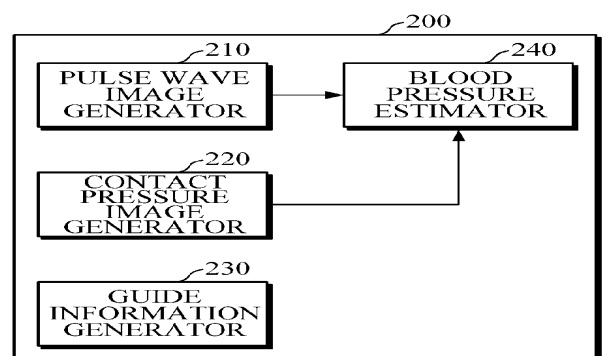 200
210
PULSE WAVE
IMAGE
GENERATOR
240
BLOOD
PRESSURE
ESTIMATOR
220
CONTACT
PRESSURE
IMAGE
GENERATOR
230
GUIDE
INFORMATION
GENERATOR